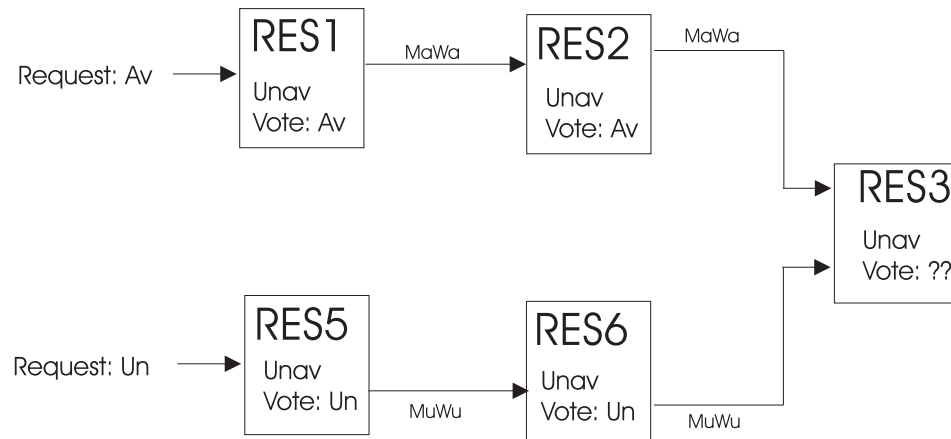 RES1
MaWa
RES2
MaWa
Request: Av
Unav
Vote: Av
Unav
Vote: Av
RES3
Unav
Vote: ??
RES5
RES6
Request: Un
Unav
Vote: Un
MuWu
Unav
Vote: Un
MuWu